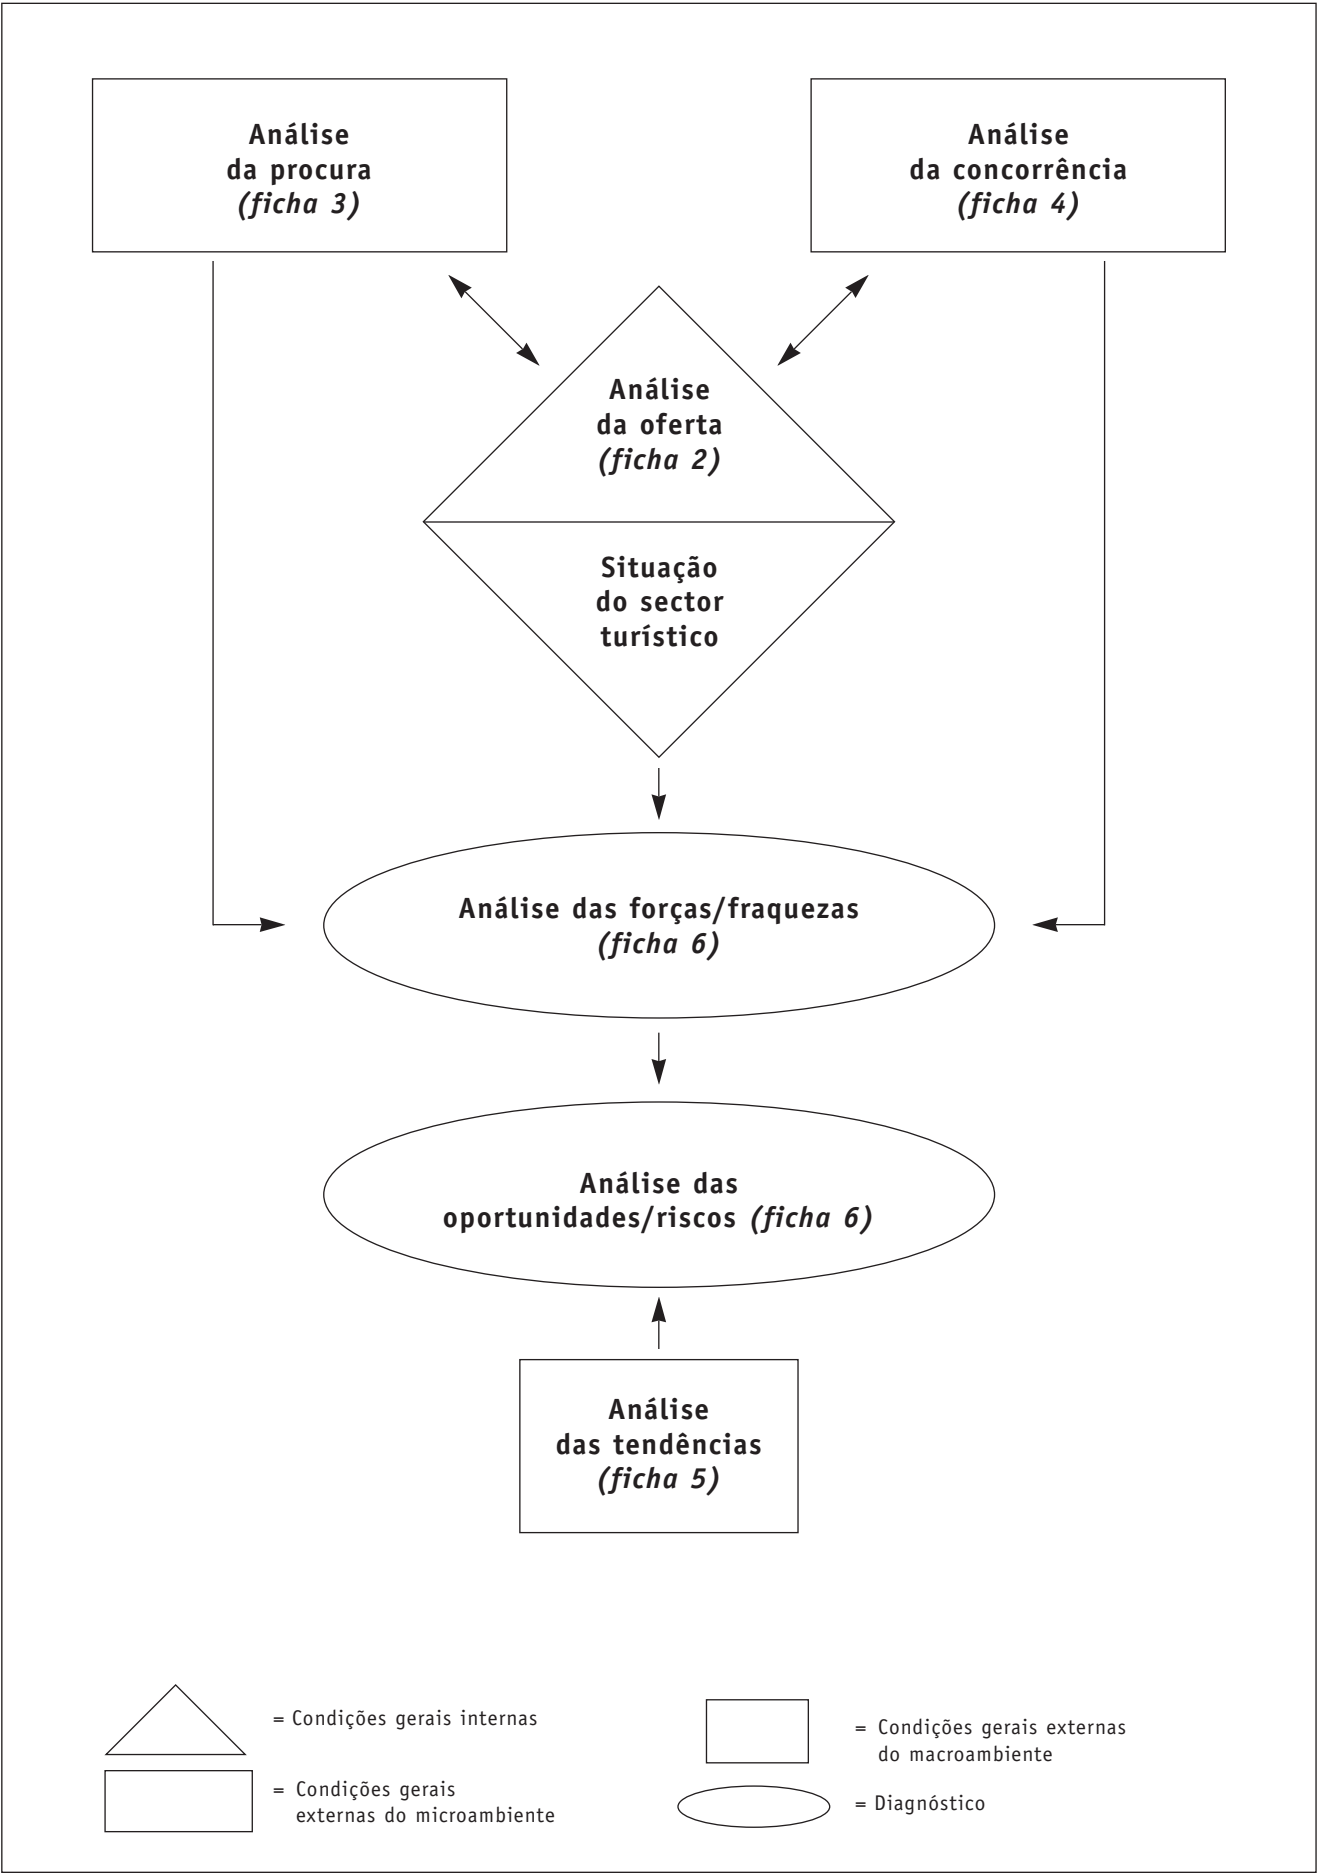 Análise
da procura
(ficha 3)
Análise
da concorrência
(ficha 4)
Análise
da oferta
(ficha 2)
Situação
do sector
turístico
Análise das forças/fraquezas
(ficha 6)
Análise das
oportunidades/riscos (ficha 6)
Análise
das tendências
(ficha 5)
= Condições gerais internas
= Condições gerais
externas do microambiente
= Condições gerais externas
do macroambiente
= Diagnóstico